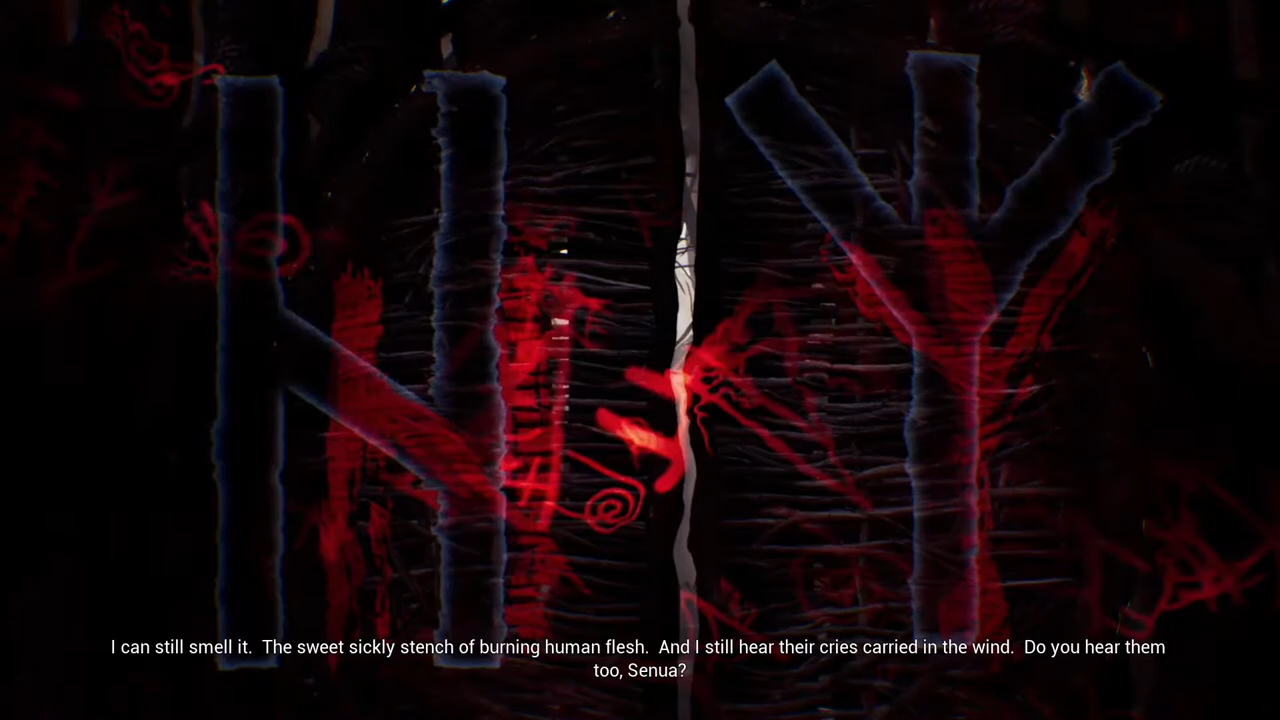 ᚺ ᛉ
I can still smell it.  The sweet sickly stench of burning human flesh.  And I still hear their cries carried in the wind.  Do you hear them
too, Senua?